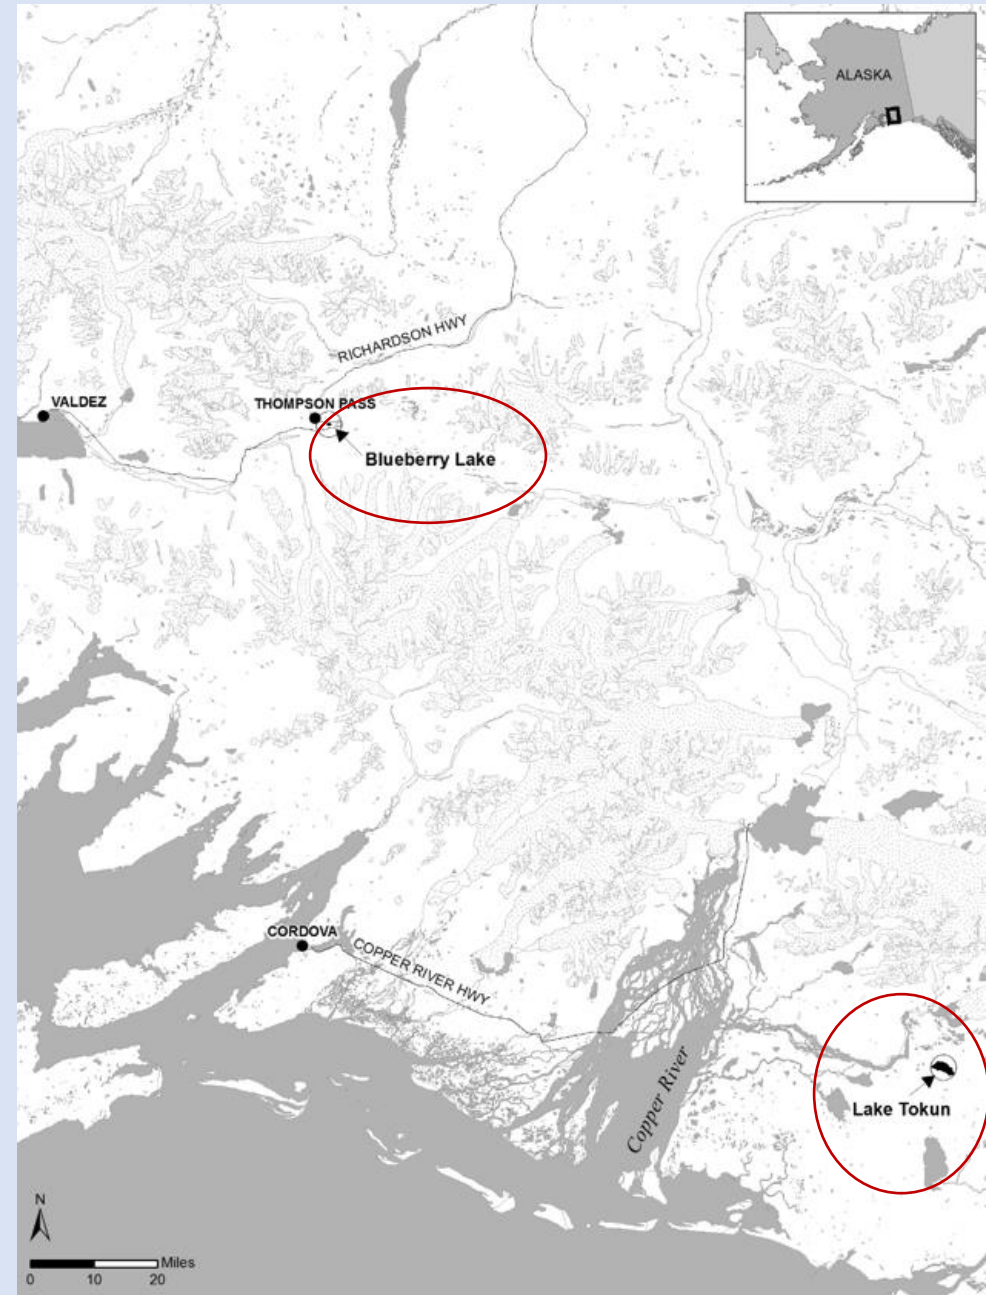 ALASKA
RICHARDSON HWY
VALDEZ
THOMPSON PASS
Blueberry Lake
CORDOVA
COPPER RIVER HWY
Copper River
Lake Tokun
N
Miles
0 10 20